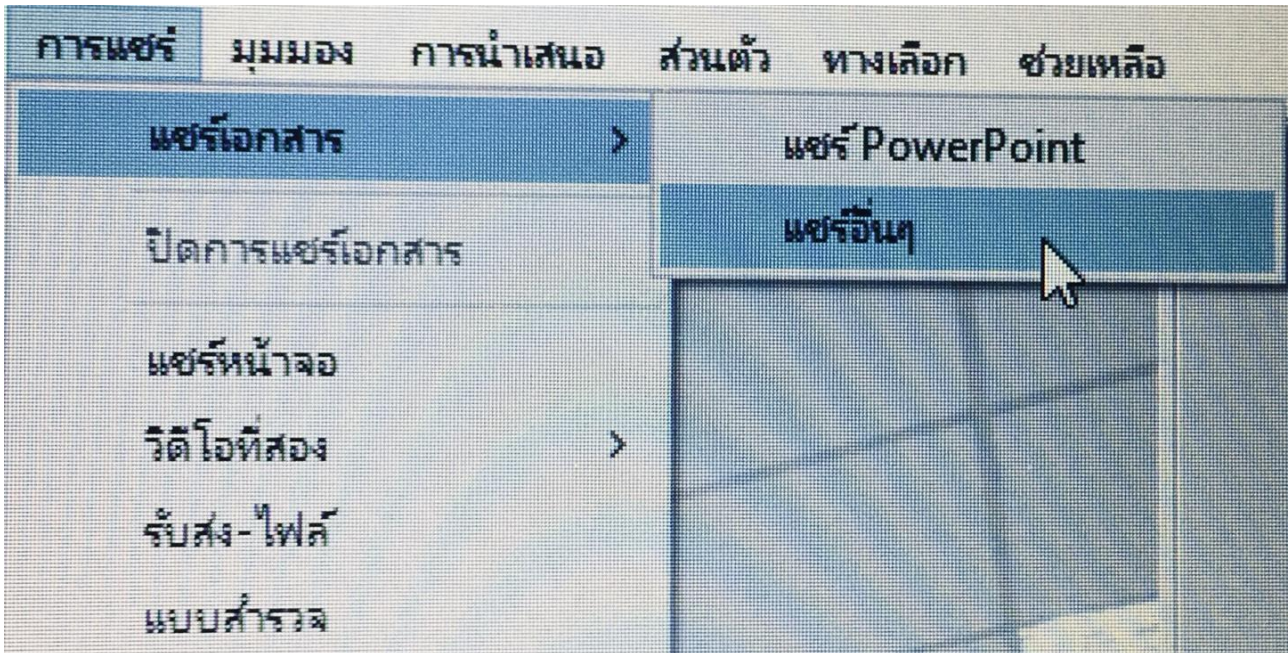 การแชร์ มุมมอง การนำเสนอ ส่วนตัว ทางเลือก ช่วยเหลือ
แชร์เอกสาร
แชร์ PowerPoint
แชร์อื่นๆ
ปิดการแชร์เอกสาร
แชร์หน้าจอ
วิดีโอที่สอง
รับส่ง-ไฟล์
แบบสำรวจ